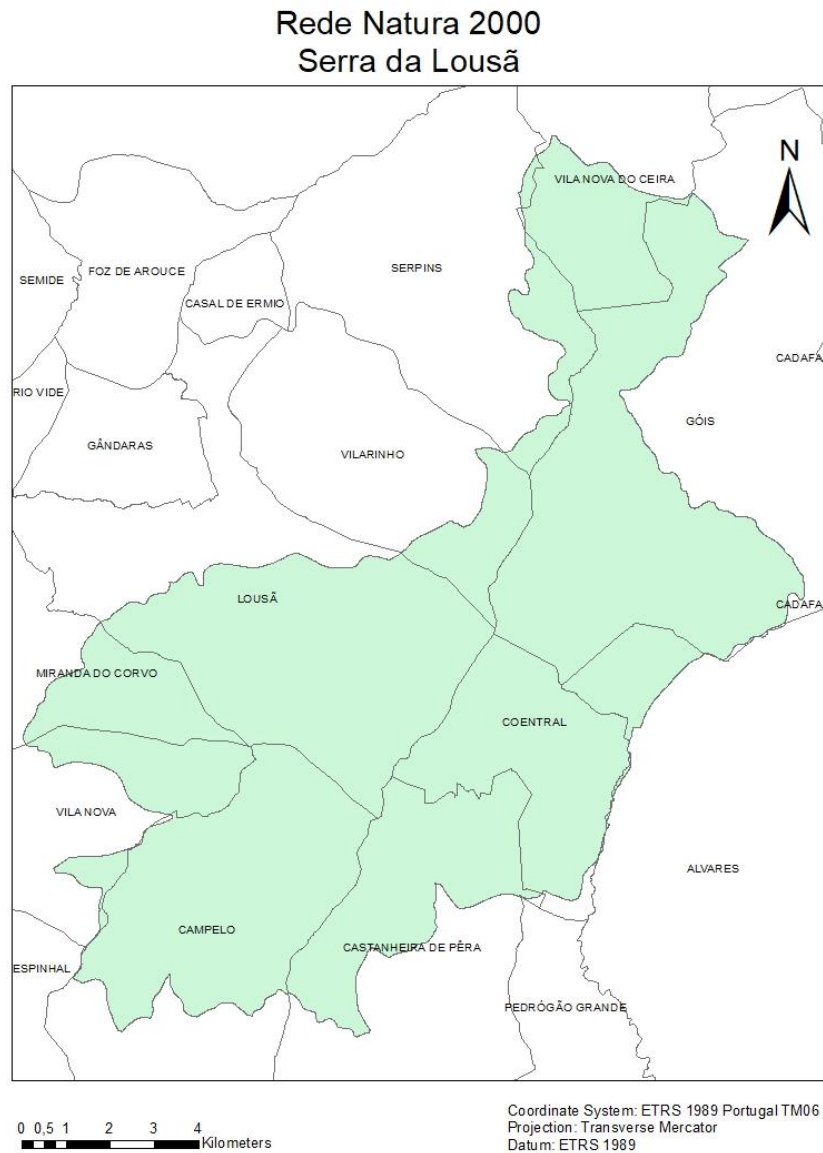 Rede Natura 2000
Serra da Lousã
N
VILA NOVA DO CEIRA
SERPINS
FOZ DE AROUCE
SEMIDE
CASAL DE ERMIO
CADAFA
RIO VIDE
GÓIS
GÂNDARAS
VILARINHO
LOUSÃ
CADAFA
MIRANDA DO CORVO
COENTRAL
VILA NOVA
ALVARES
CAMPELO
CASTANHEIRA DE PÊRA
ESPINHAL
PEDRÓGÃO GRANDE
0 0,5 1 2 3 4
Kilometers
Coordinate System: ETRS 1989 Portugal TM06
Projection: Transverse Mercator
Datum: ETRS 1989